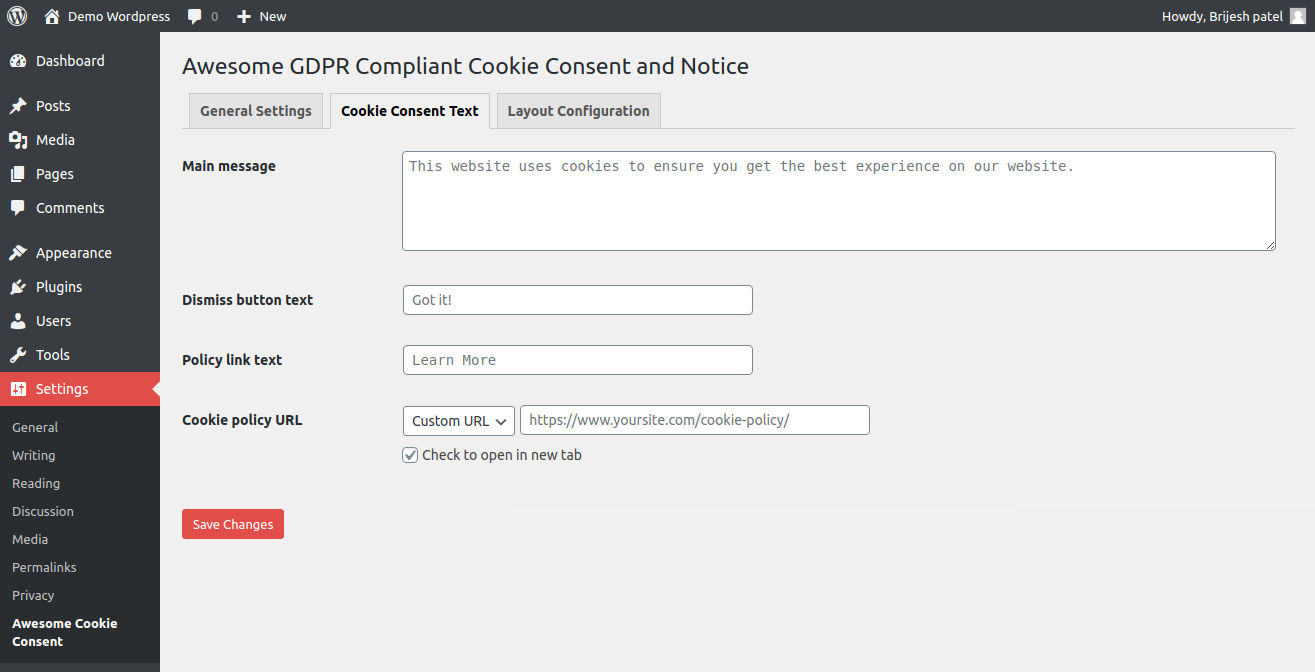 Demo Wordpress 0 New Howdy, Brijesh patel
Dashboard
Posts
Media
Pages
Comments
Appearance
Plugins
Users
Tools
Settings
General
Writing
Reading
Discussion
Media
Permalinks
Privacy
Awesome Cookie
Consent
Awesome GDPR Compliant Cookie Consent and Notice
General Settings Cookie Consent Text Layout Configuration
Main message
This website uses cookies to ensure you get the best experience on our website.
Dismiss button text
Got it!
Policy link text
Learn More
Cookie policy URL
Custom URL https://www.yoursite.com/cookie-policy/
Check to open in new tab
Save Changes